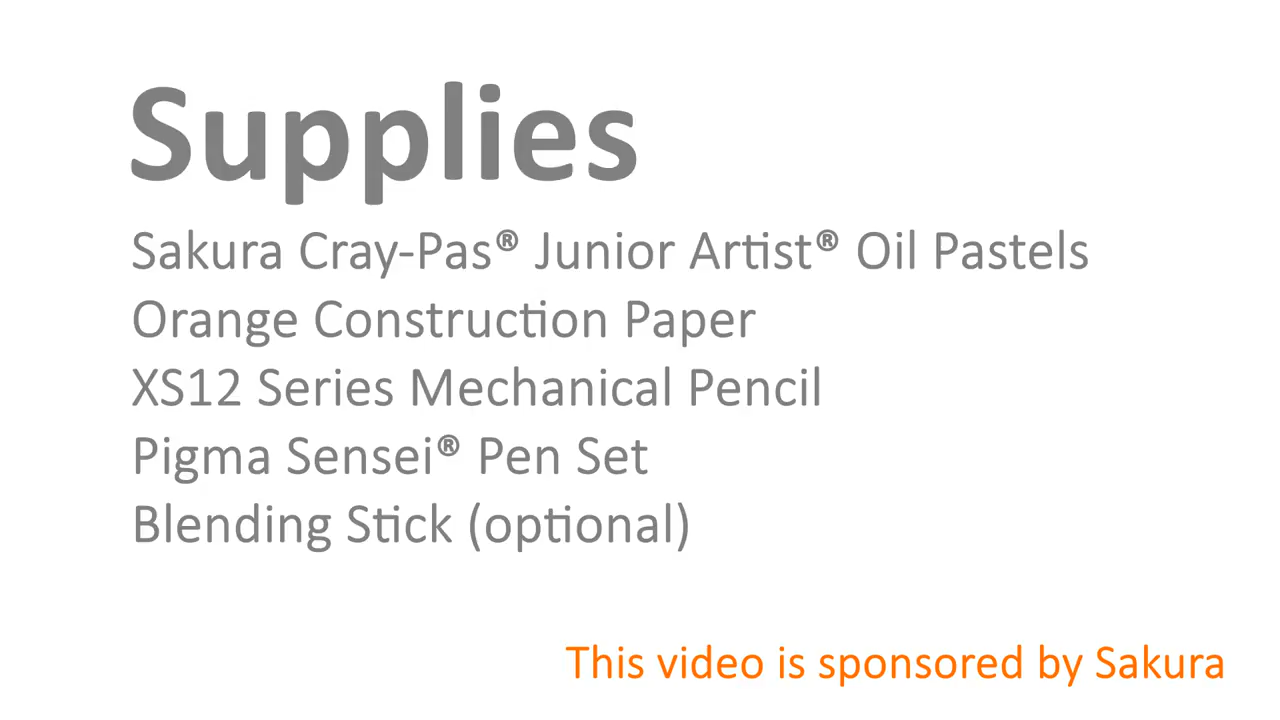 Supplies
Sakura Cray-Pas® Junior Artist® Oil Pastels
Orange Construction Paper
XS12 Series Mechanical Pencil
Pigma Sensei® Pen Set
Blending Stick (optional)
This video is sponsored by Sakura